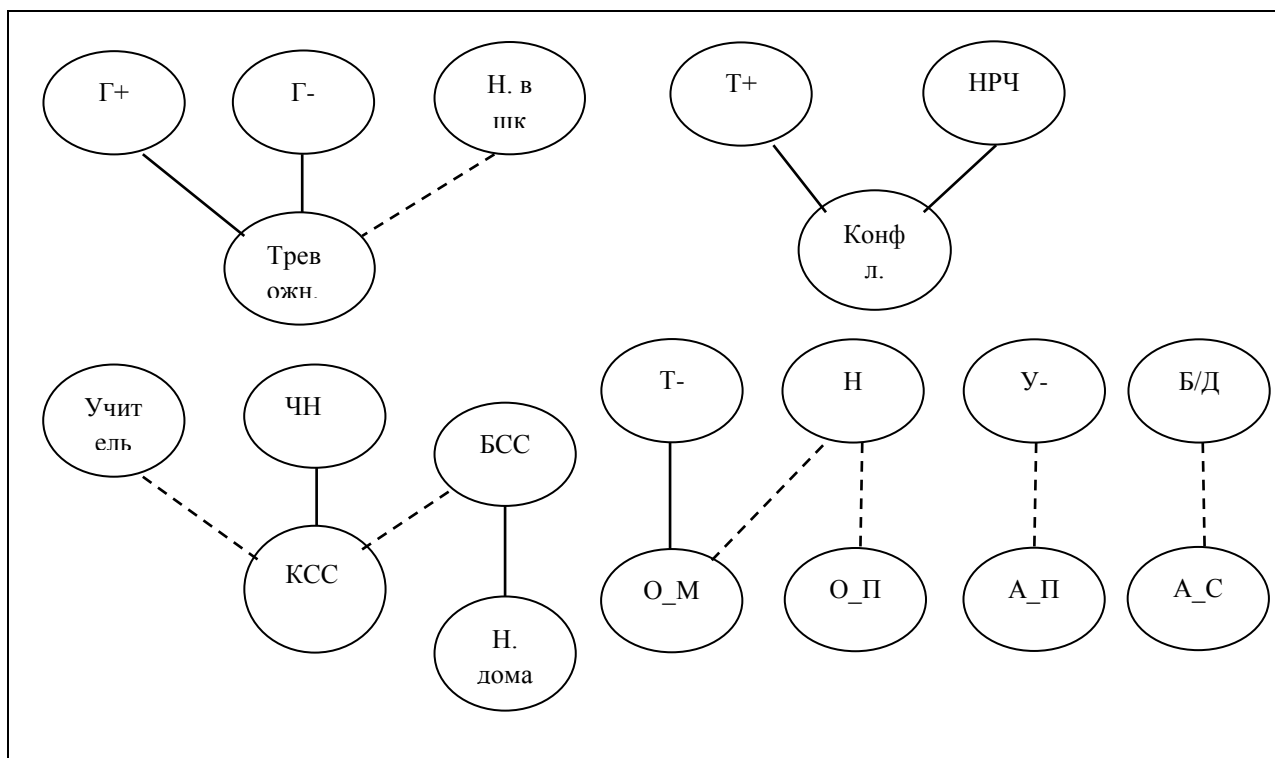 Г+
Г-
Н. в
шк
Т+
НРЧ
Трев
ожн.
Конф
л.
Учит
ель
ЧН
БСС
Т-
Н
У-
Б/Д
КСС
Н.
дома
О_М
О_П
А_П
А_С